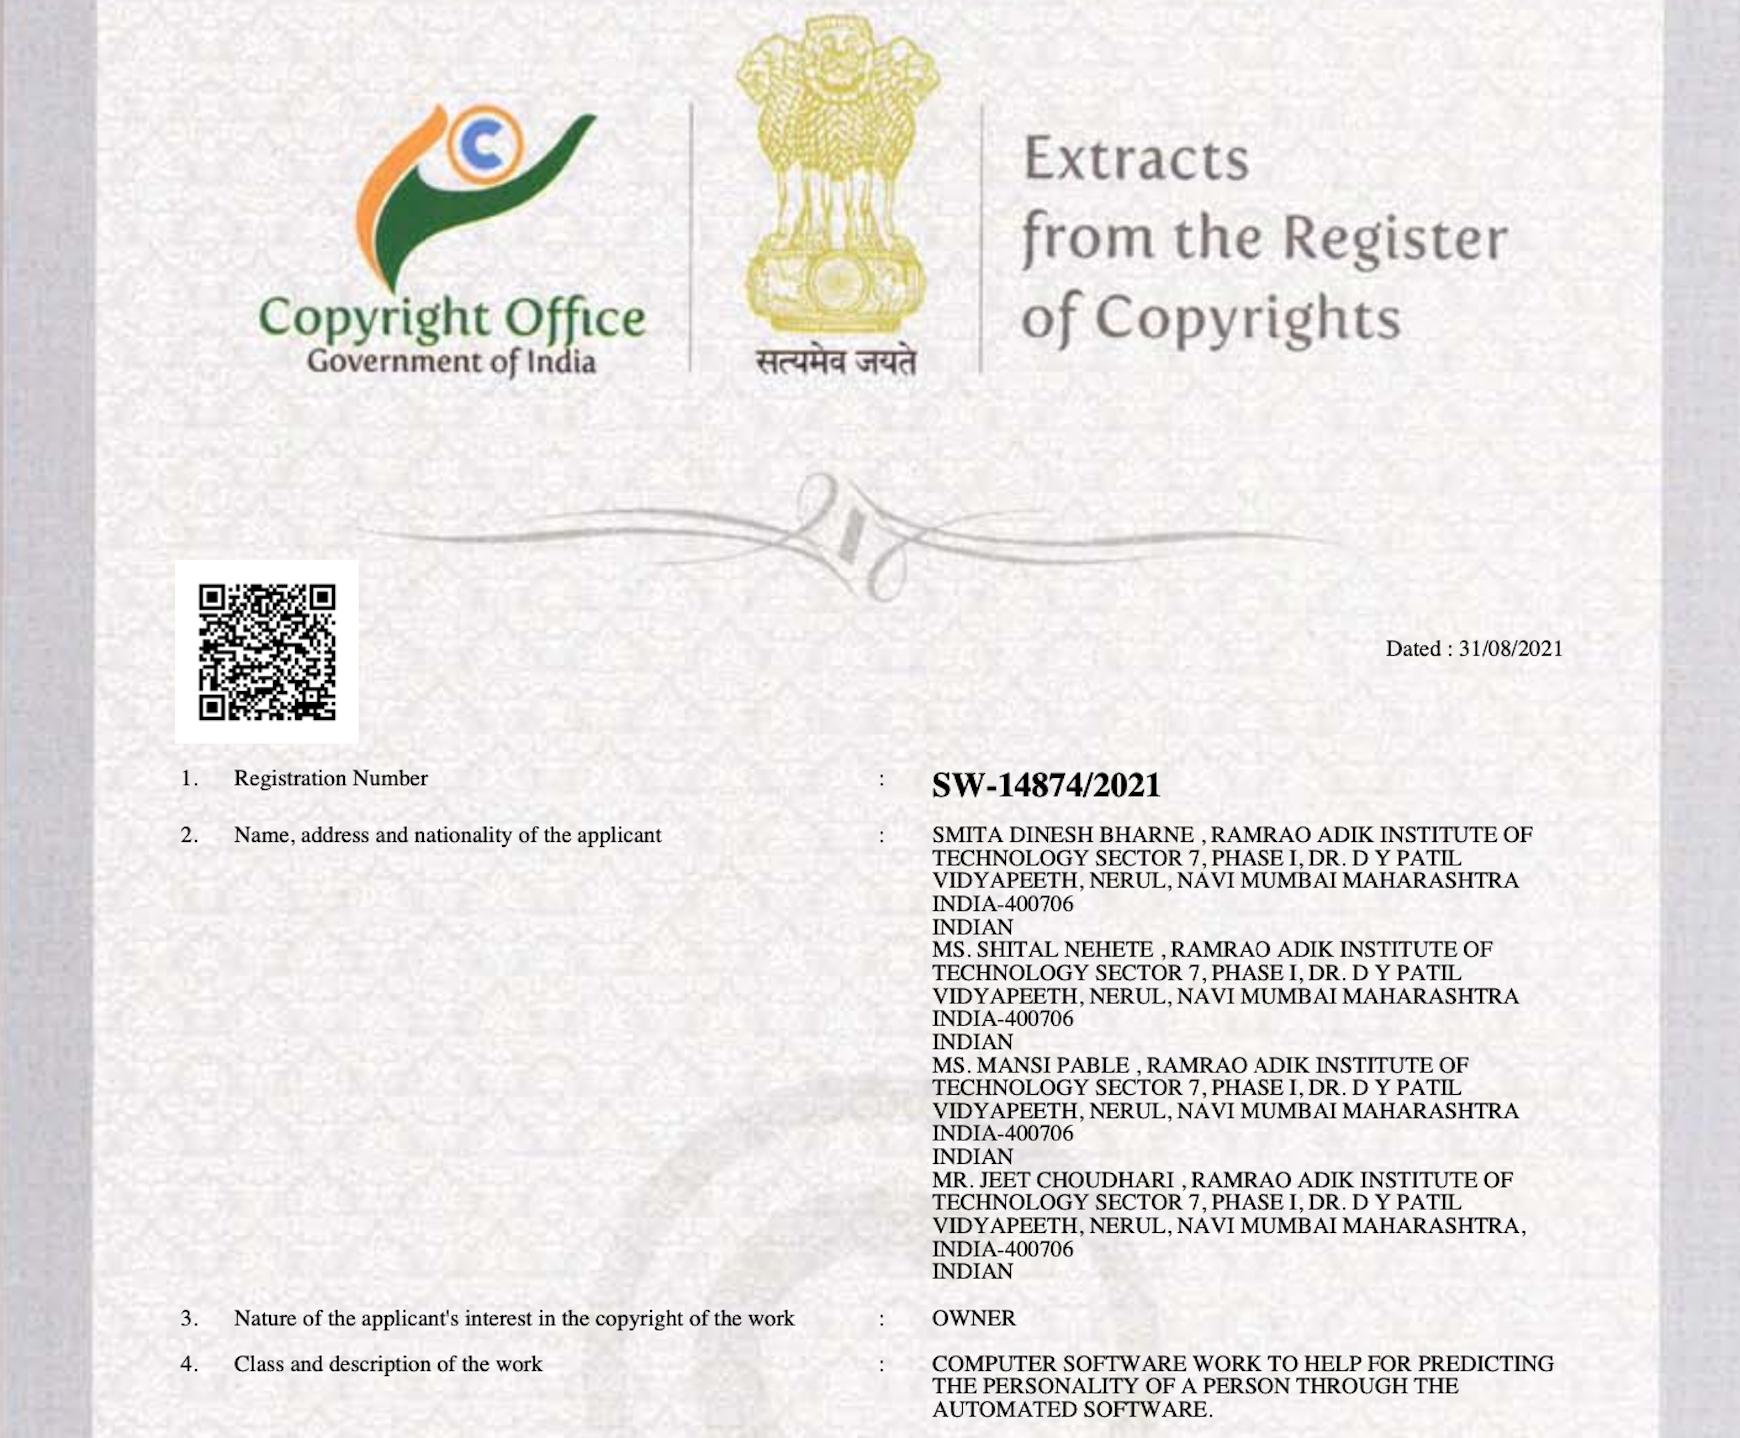 C
Copyright Office
Government of India
सत्यमेव जयते
Extracts
from the Register
of Copyrights
Dated : 31/08/2021
1. Registration Number : SW-14874/2021
2. Name, address and nationality of the applicant : SMITA DINESH BHARNE , RAMRAO ADIK INSTITUTE OF
TECHNOLOGY SECTOR 7, PHASE I, DR. D Y PATIL
VIDYAPEETH, NERUL, NAVI MUMBAI MAHARASHTRA
INDIA-400706
INDIAN
MS. SHITAL NEHETE , RAMRAO ADIK INSTITUTE OF
TECHNOLOGY SECTOR 7, PHASE I, DR. D Y PATIL
VIDYAPEETH, NERUL, NAVI MUMBAI MAHARASHTRA
INDIA-400706
INDIAN
MS. MANSI PABLE , RAMRAO ADIK INSTITUTE OF
TECHNOLOGY SECTOR 7, PHASE I, DR. D Y PATIL
VIDYAPEETH, NERUL, NAVI MUMBAI MAHARASHTRA
INDIA-400706
INDIAN
MR. JEET CHOUDHARI , RAMRAO ADIK INSTITUTE OF
TECHNOLOGY SECTOR 7, PHASE I, DR. D Y PATIL
VIDYAPEETH, NERUL, NAVI MUMBAI MAHARASHTRA,
INDIA-400706
INDIAN
3. Nature of the applicant's interest in the copyright of the work : OWNER
4. Class and description of the work : COMPUTER SOFTWARE WORK TO HELP FOR PREDICTING
THE PERSONALITY OF A PERSON THROUGH THE
AUTOMATED SOFTWARE.